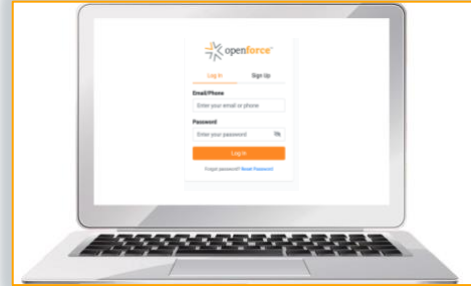 openforce
Log In Sign Up
Email/Phone
Enter your email or phone
Password
Enter your password
Log In
Forgot password? Reset Password